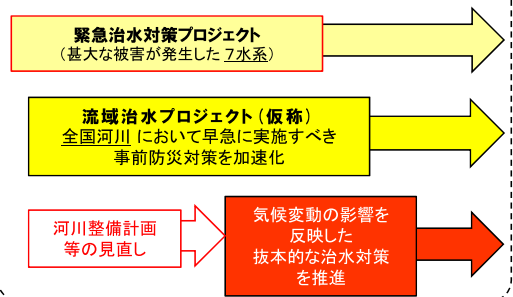 緊急治水対策プロジェクト
（甚大な被害が発生した７水系）
流域治水プロジェクト（仮称）
全国河川において早急に実施すべき
事前防災対策を加速化
河川整備計画
等の見直し
気候変動の影響を
反映した
抜本的な治水対策
を推進